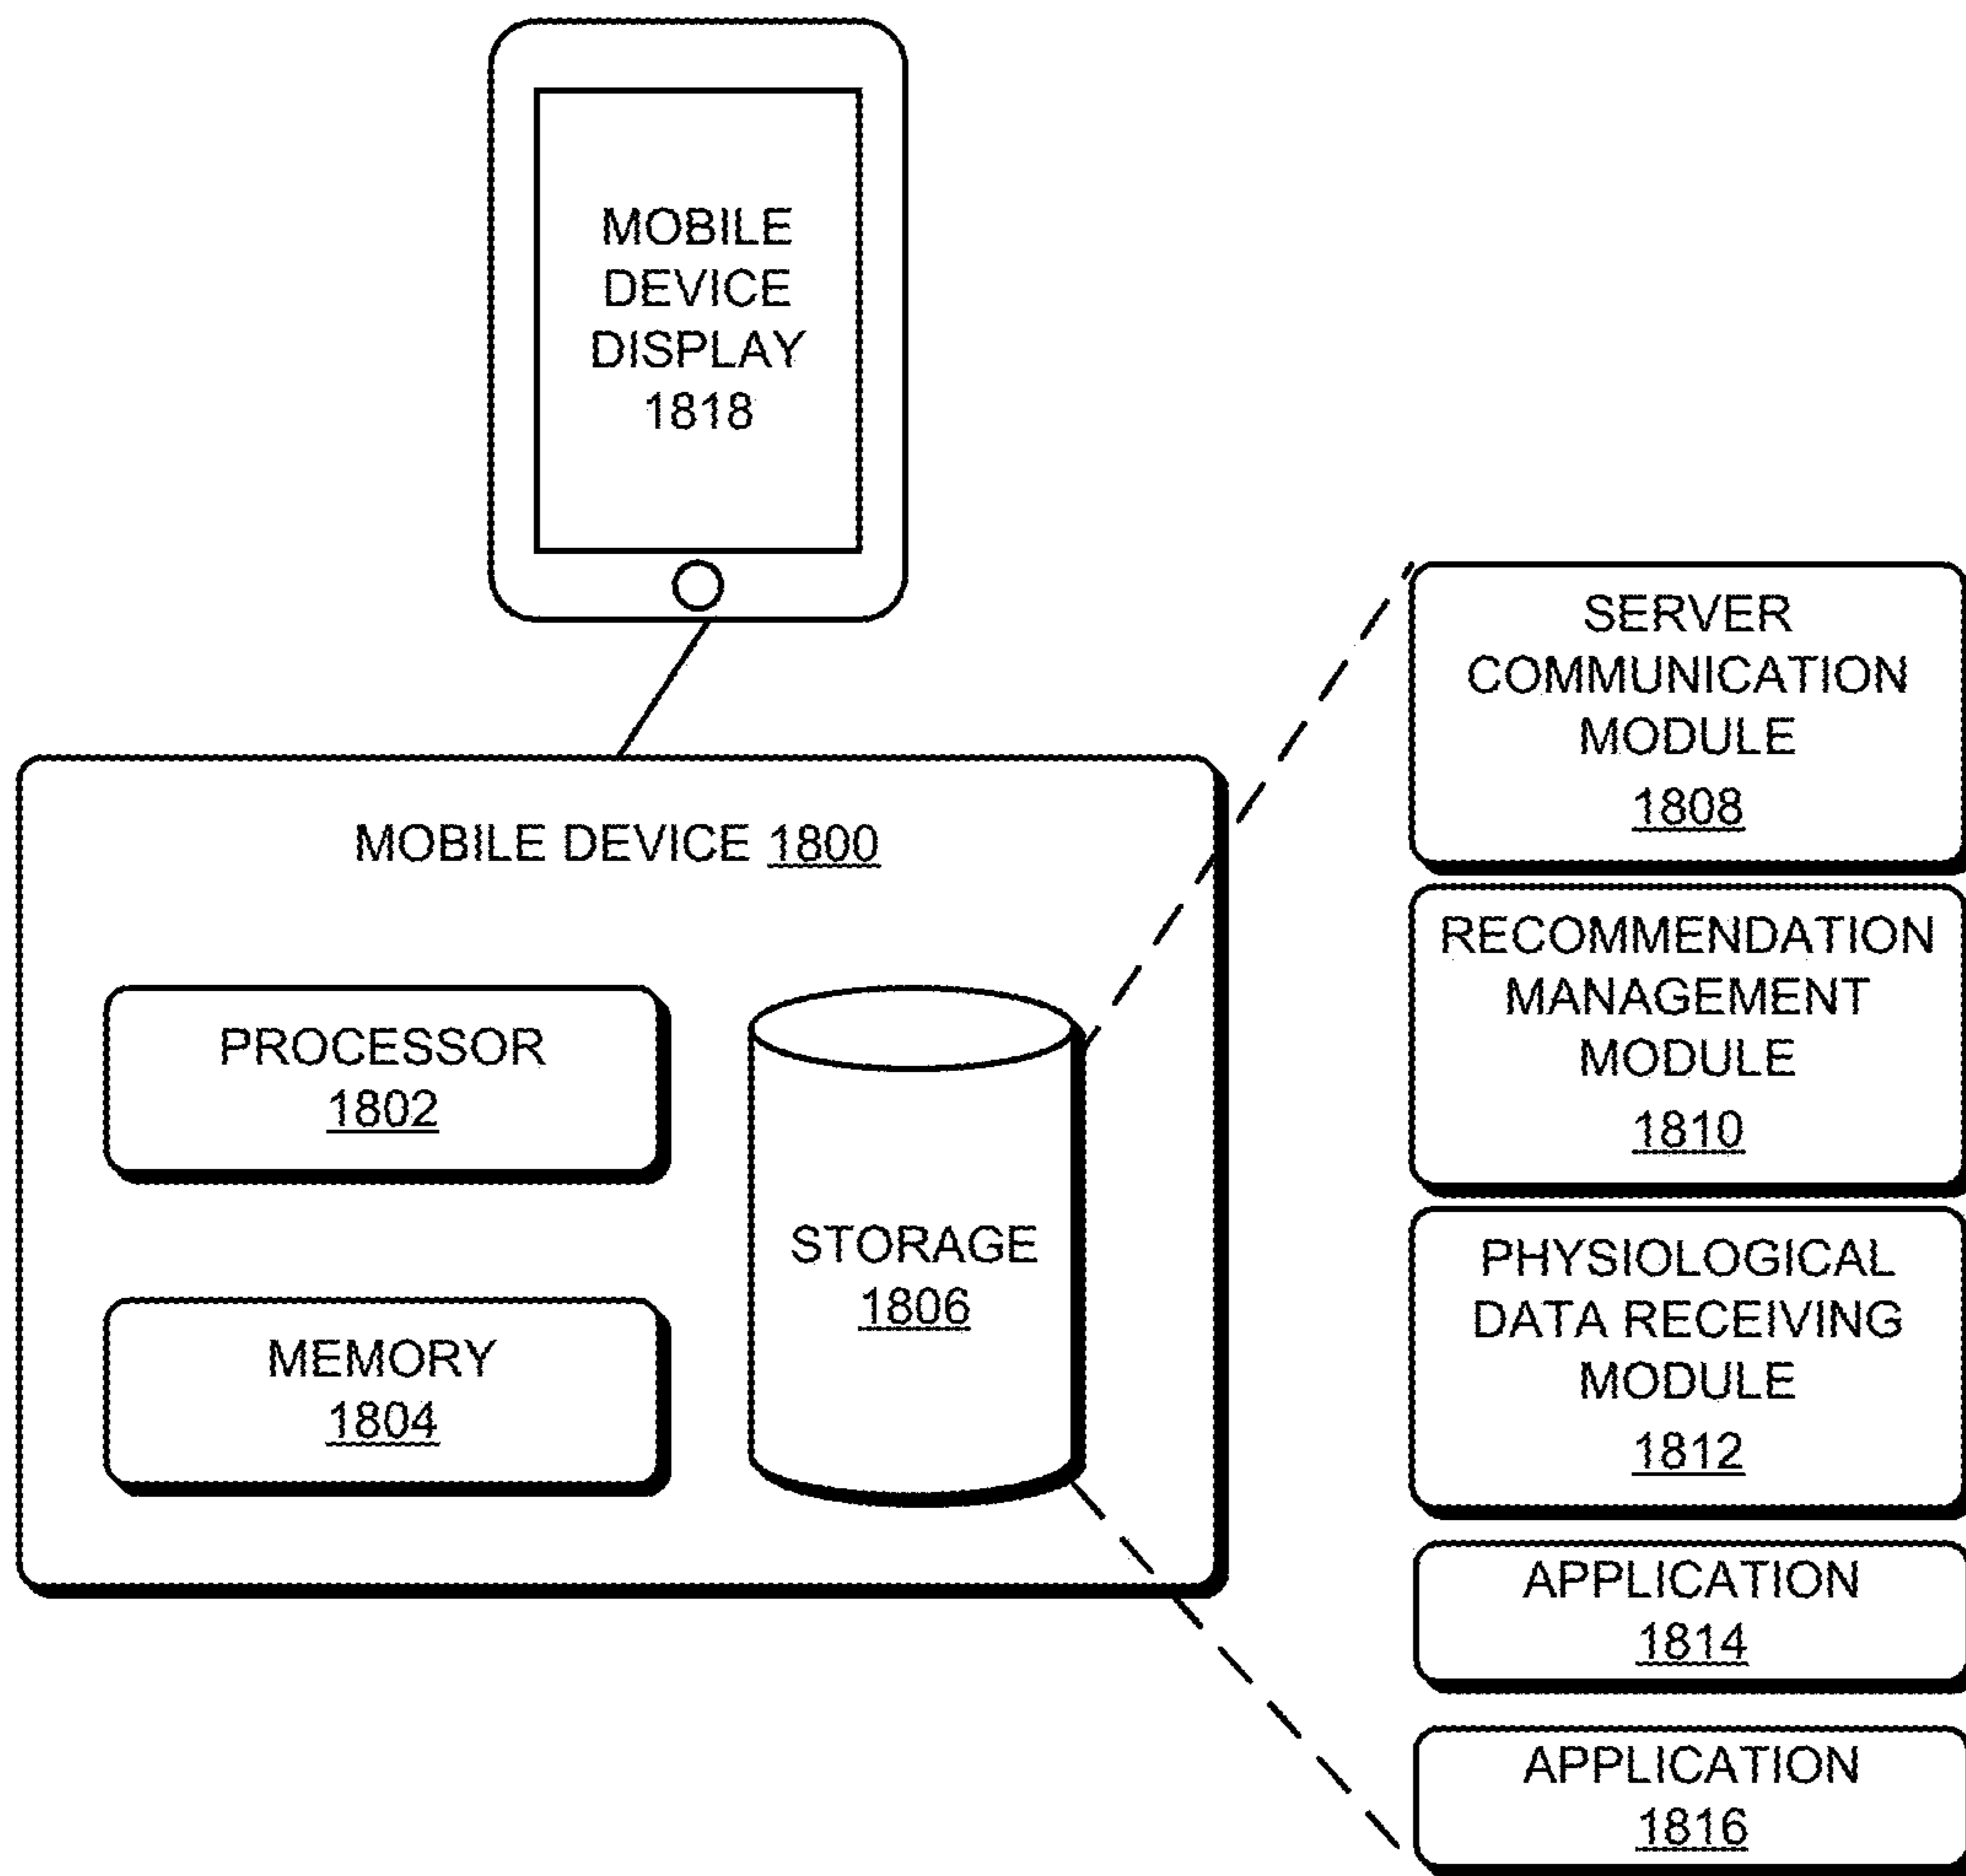 MOBILE
DEVICE
DISPLAY
1818
MOBILE DEVICE 1800
PROCESSOR
1802
MEMORY
1804
STORAGE
1806
SERVER
COMMUNICATION
MODULE
1808
RECOMMENDATION
MANAGEMENT
MODULE
1810
PHYSIOLOGICAL
DATA RECEIVING
MODULE
1812
APPLICATION
1814
APPLICATION
1816